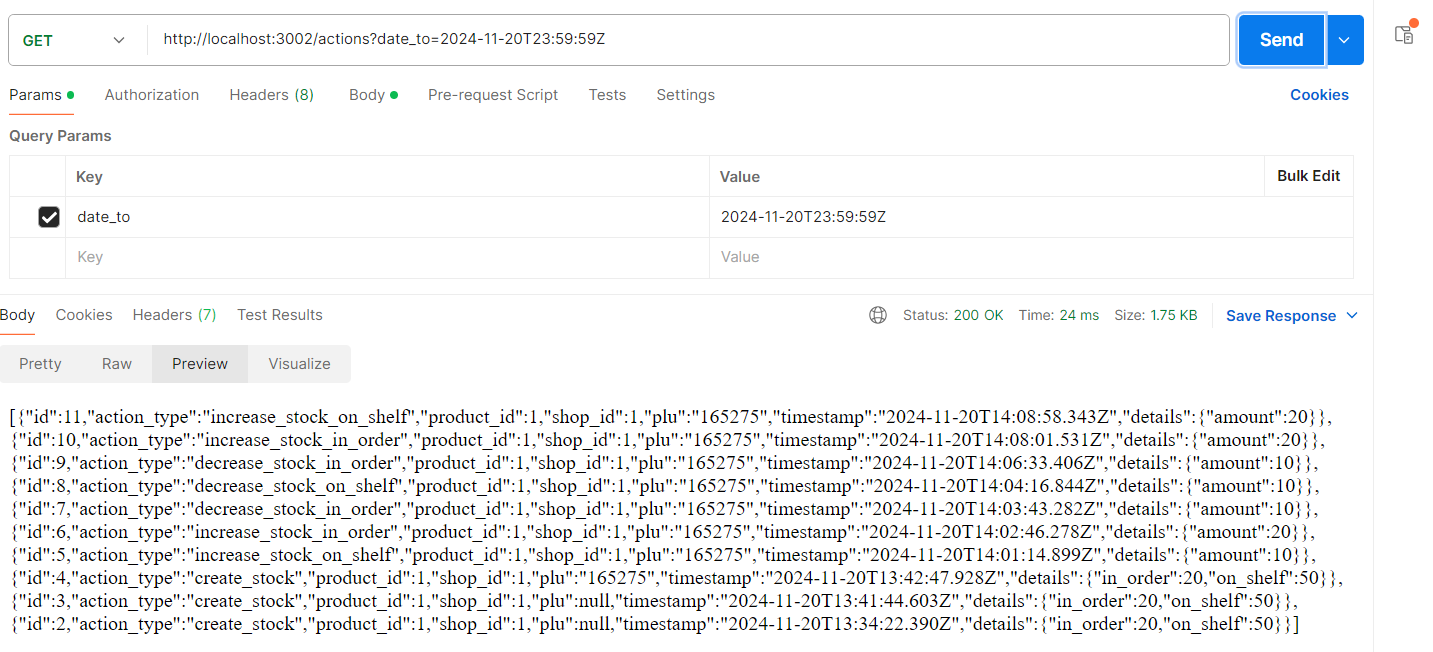 GET
http://localhost:3002/actions?date_to=2024-11-20T23:59:59Z
Send
Params
Authorization
Headers (8)
Body
Pre-request Script
Tests
Settings
Cookies
Query Params
Key
Value
Bulk Edit
date_to
2024-11-20T23:59:59Z
Key
Value
Body
Cookies
Headers (7)
Test Results
Status: 200 OK
Time: 24 ms
Size: 1.75 KB
Save Response
Pretty
Raw
Preview
Visualize
[{"id":11,"action_type":"increase_stock_on_shelf","product_id":1,"shop_id":1,"plu":"165275","timestamp":"2024-11-20T14:08:58.343Z","details":{"amount":20}},
{"id":10,"action_type":"increase_stock_in_order","product_id":1,"shop_id":1,"plu":"165275","timestamp":"2024-11-20T14:08:01.531Z","details":{"amount":20}},
{"id":9,"action_type":"decrease_stock_in_order","product_id":1,"shop_id":1,"plu":"165275","timestamp":"2024-11-20T14:06:33.406Z","details":{"amount":10}},
{"id":8,"action_type":"decrease_stock_on_shelf","product_id":1,"shop_id":1,"plu":"165275","timestamp":"2024-11-20T14:04:16.844Z","details":{"amount":10}},
{"id":7,"action_type":"decrease_stock_in_order","product_id":1,"shop_id":1,"plu":"165275","timestamp":"2024-11-20T14:03:43.282Z","details":{"amount":10}},
{"id":6,"action_type":"increase_stock_in_order","product_id":1,"shop_id":1,"plu":"165275","timestamp":"2024-11-20T14:02:46.278Z","details":{"amount":20}},
{"id":5,"action_type":"increase_stock_on_shelf","product_id":1,"shop_id":1,"plu":"165275","timestamp":"2024-11-20T14:01:14.899Z","details":{"amount":10}},
{"id":4,"action_type":"create_stock","product_id":1,"shop_id":1,"plu":"165275","timestamp":"2024-11-20T13:42:47.928Z","details":{"in_order":20,"on_shelf":50}},
{"id":3,"action_type":"create_stock","product_id":1,"shop_id":1,"plu":null,"timestamp":"2024-11-20T13:41:44.603Z","details":{"in_order":20,"on_shelf":50}},
{"id":2,"action_type":"create_stock","product_id":1,"shop_id":1,"plu":null,"timestamp":"2024-11-20T13:34:22.390Z","details":{"in_order":20,"on_shelf":50}}]